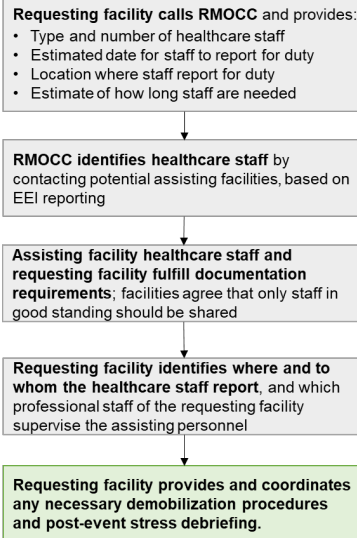 Requesting facility calls RMOCC and provides:
• Type and number of healthcare staff
• Estimated date for staff to report for duty
• Location where staff report for duty
• Estimate of how long staff are needed
RMOCC identifies healthcare staff by
contacting potential assisting facilities, based on
EEI reporting
Assisting facility healthcare staff and
requesting facility fulfill documentation
requirements; facilities agree that only staff in
good standing should be shared
Requesting facility identifies where and to
whom the healthcare staff report, and which
professional staff of the requesting facility
supervise the assisting personnel
Requesting facility provides and coordinates
any necessary demobilization procedures
and post-event stress debriefing.